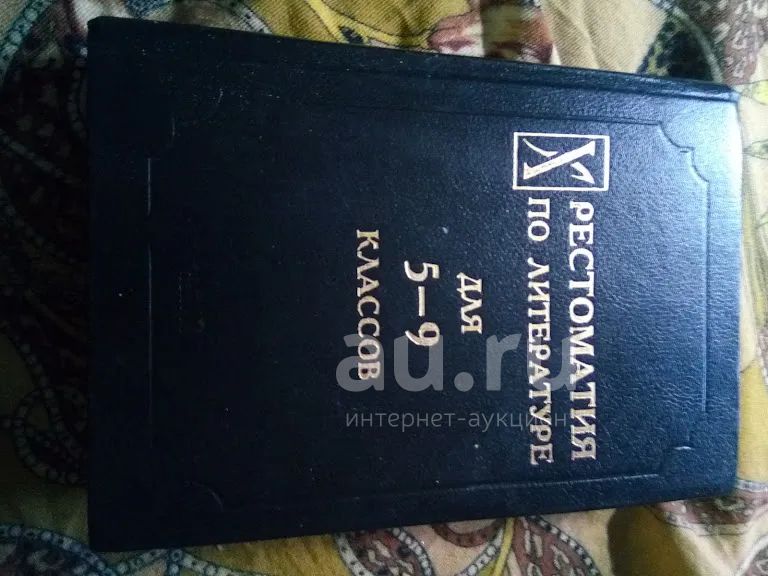 ХРЕСТОМАТИЯ
ПО ЛИТЕРАТУРЕ
ДЛЯ
5–9
КЛАССОВ
au.ru
интернет-аукцион